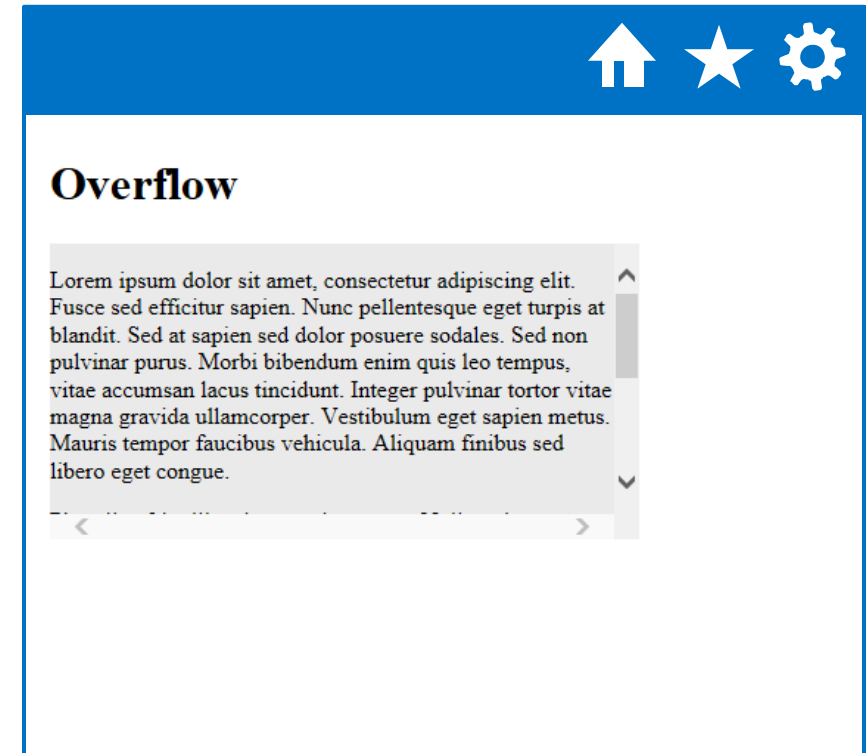 Overflow
Lorem ipsum dolor sit amet, consectetur adipiscing elit.
Fusce sed efficitur sapien. Nunc pellentesque eget turpis at
blandit. Sed at sapien sed dolor posuere sodales. Sed non
pulvinar purus. Morbi bibendum enim quis leo tempus,
vitae accumsan lacus tincidunt. Integer pulvinar tortor vitae
magna gravida ullamcorper. Vestibulum eget sapien metus.
Mauris tempor faucibus vehicula. Aliquam finibus sed
libero eget congue.